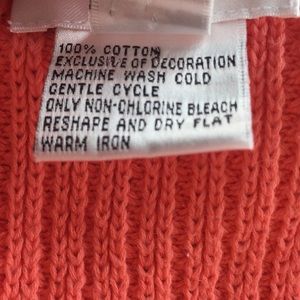 100% COTTON
EXCLUSIVE OF DECORATION
MACHINE WASH COLD
GENTLE CYCLE
ONLY NON-CHLORINE BLEACH
RESHAPE AND DRY FLAT
WARM IRON